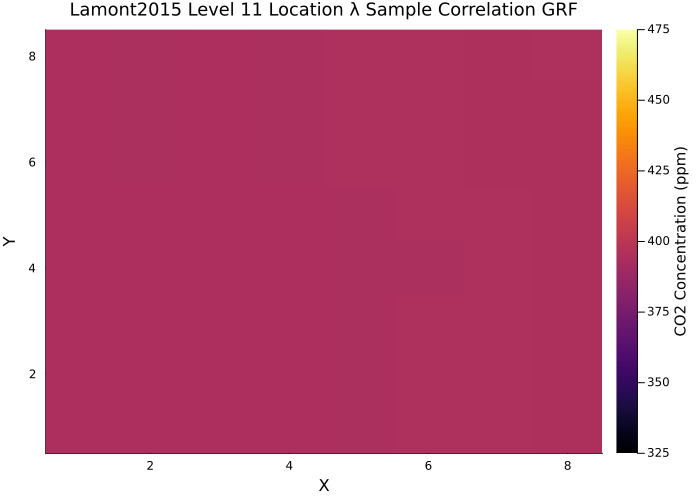 Lamont2015 Level 11 Location λ Sample Correlation GRF
8
6
4
2
Y
2 4 6 8
X
475
450
425
400
375
350
325
CO2 Concentration (ppm)